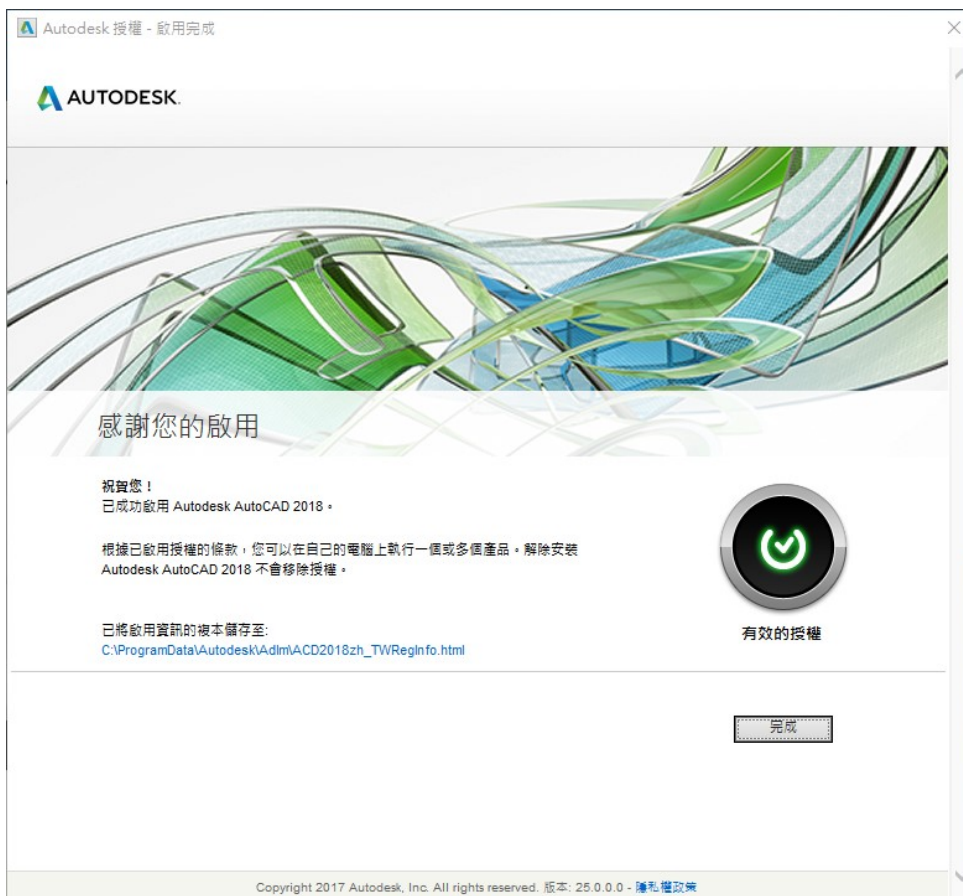 Autodesk 授權 - 啟用完成
AUTODESK.
感謝您的啟用
祝賀您！
已成功啟用 Autodesk AutoCAD 2018。
根據已啟用授權的條款，您可以在自己的電腦上執行一個或多個產品。解除安裝
Autodesk AutoCAD 2018 不會移除授權。
已將啟用資訊的複本儲存至:
C:\ProgramData\Autodesk\Adlm\ACD2018zh_TWRegInfo.html
有效的授權
完成
Copyright 2017 Autodesk, Inc. All rights reserved. 版本: 25.0.0.0 - 隱私權政策